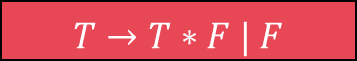 T → T * F | F